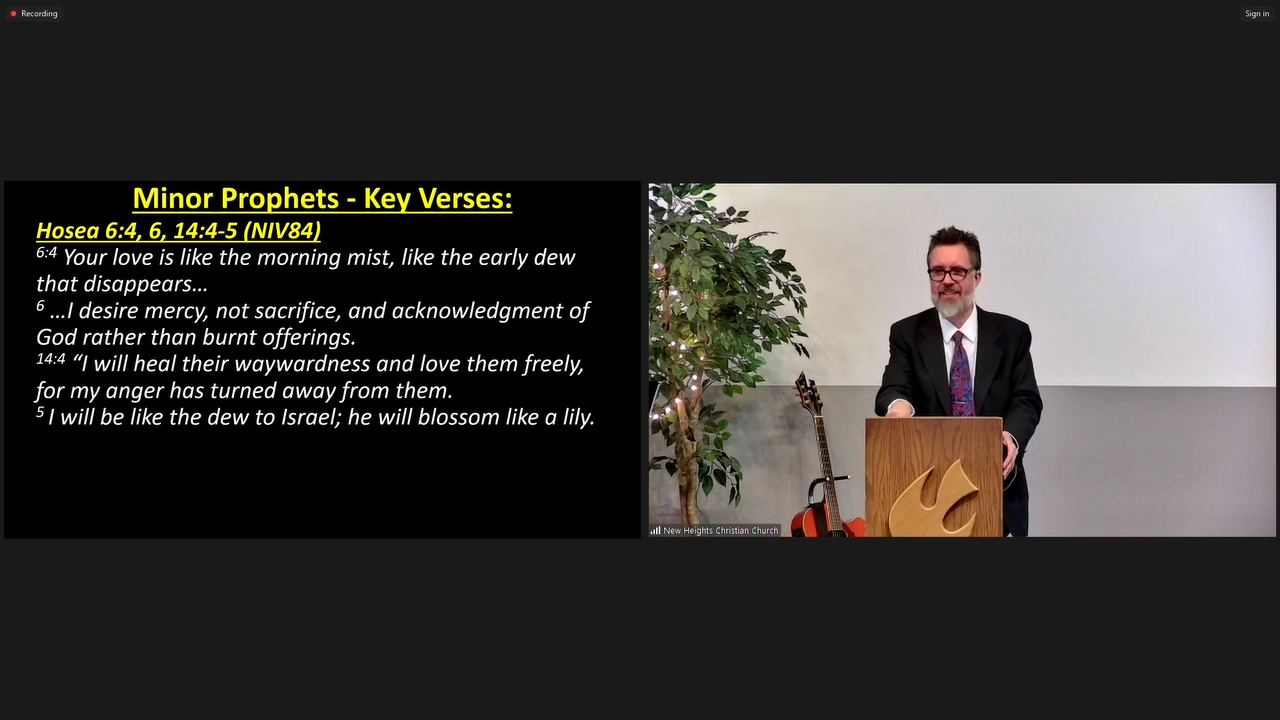 Recording
Sign in
Minor Prophets - Key Verses:
Hosea 6:4, 6, 14:4-5 (NIV84)
6:4 Your love is like the morning mist, like the early dew
that disappears…
6 …I desire mercy, not sacrifice, and acknowledgment of
God rather than burnt offerings.
14:4 “I will heal their waywardness and love them freely,
for my anger has turned away from them.
5 I will be like the dew to Israel; he will blossom like a lily.
New Heights Christian Church